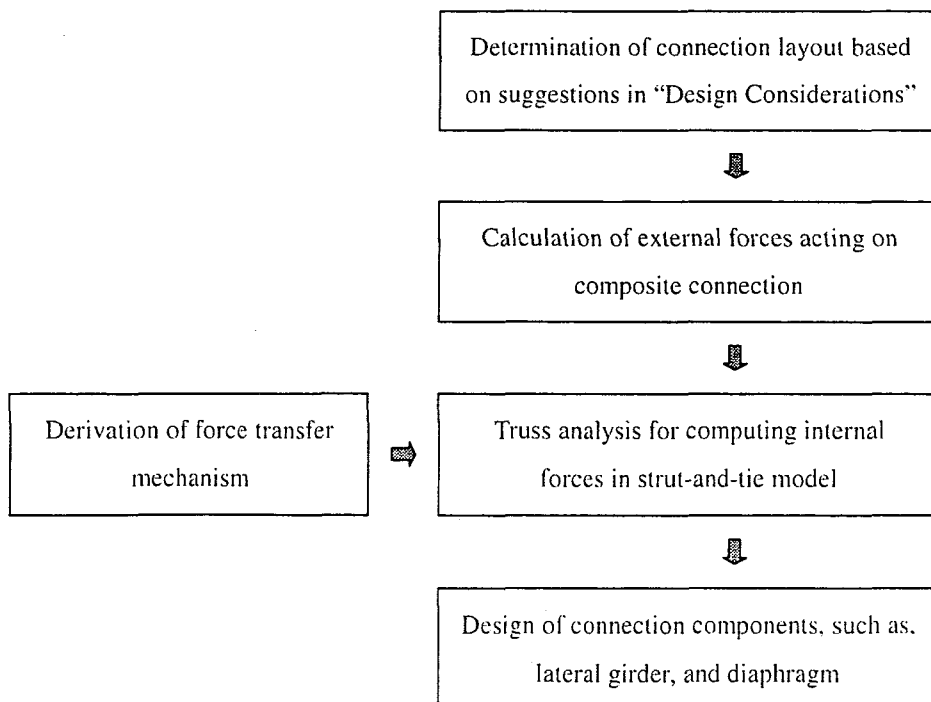 Determination of connection layout based
on suggestions in “Design Considerations”
Calculation of external forces acting on
composite connection
Derivation of force transfer
mechanism
Truss analysis for computing internal
forces in strut-and-tie model
Design of connection components, such as,
lateral girder, and diaphragm